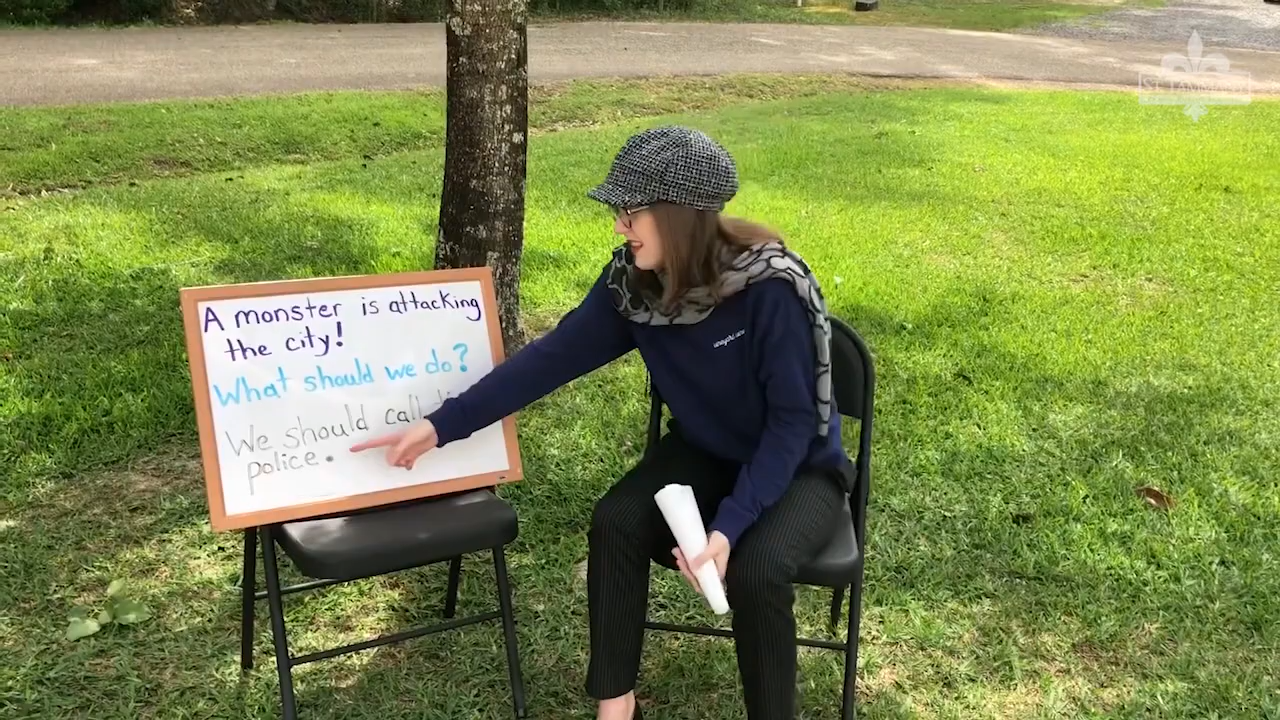 A monster is attacking
the city!
What should we do?
We should call
police.